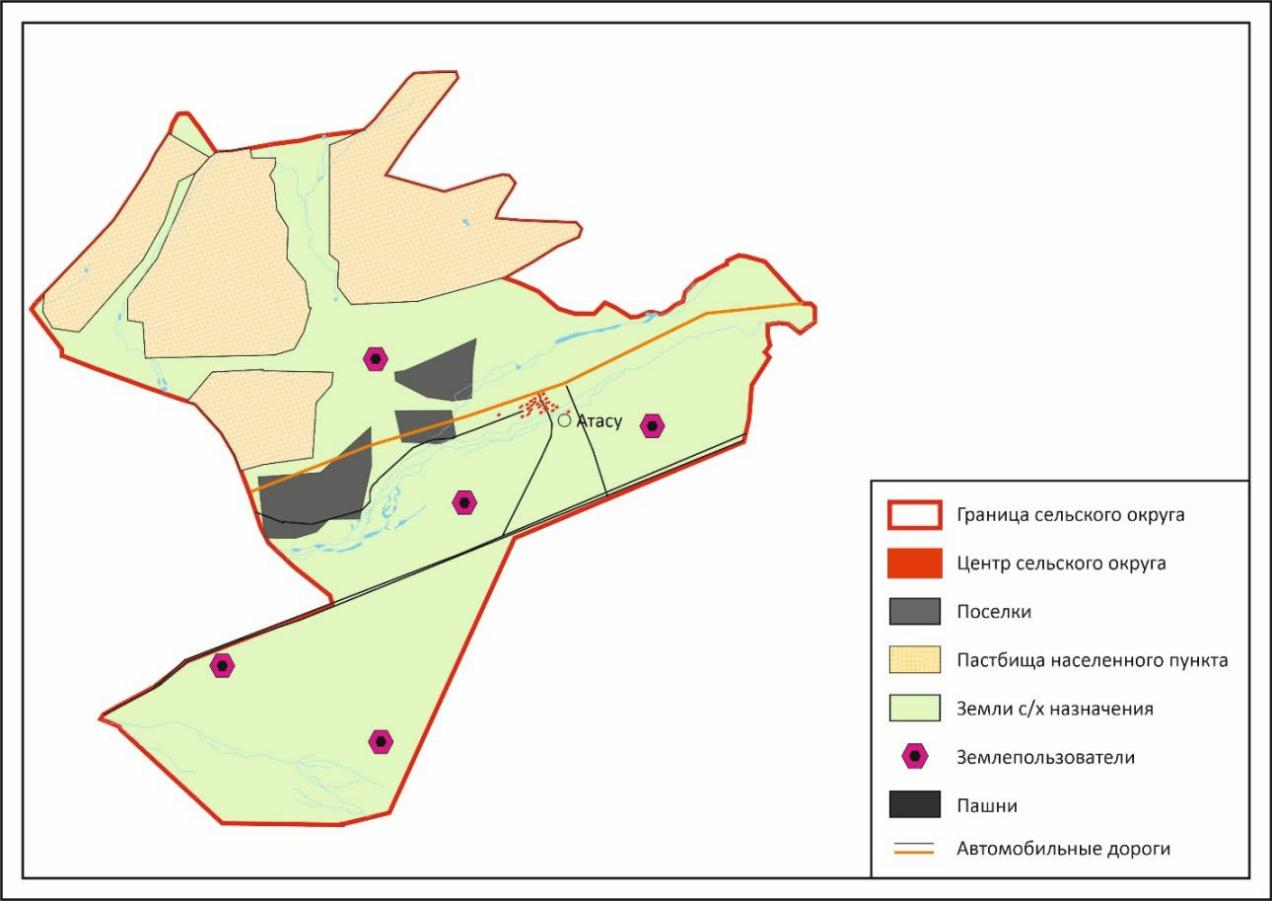 Атасу
Граница сельского округа
Центр сельского округа
Поселки
Пастбища населенного пункта
Земли с/х назначения
Землепользователи
Пашни
Автомобильные дороги